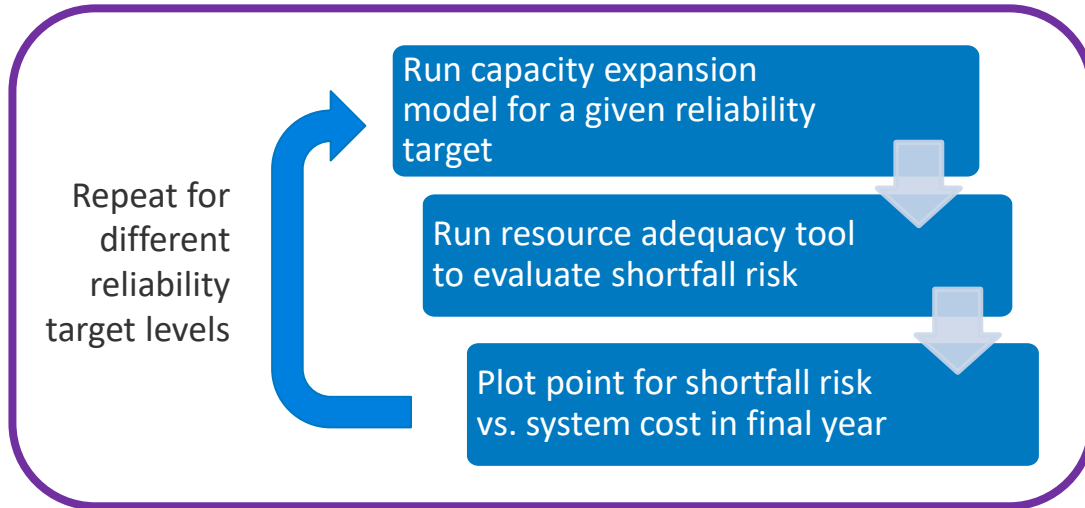 Run capacity expansion
model for a given reliability
target
Repeat for
different
reliability
target levels
Run resource adequacy tool
to evaluate shortfall risk
Plot point for shortfall risk
vs. system cost in final year